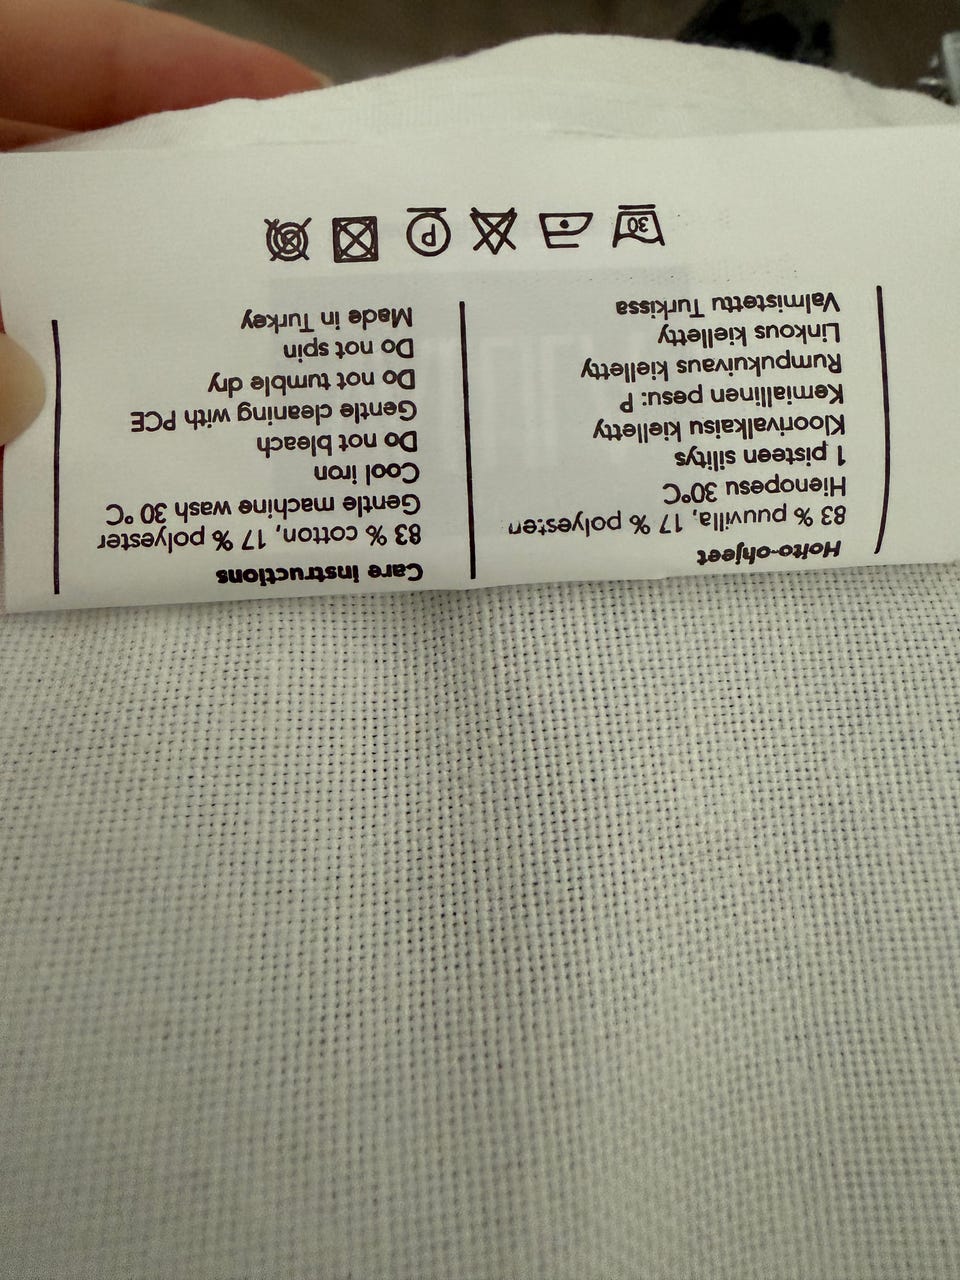 Hoito-ohjeet
83 % puuvilla, 17 % polyesteri
Hienopesu 30°C
1 pisteen silitys
Kloorivalkaisu kielletty
Kemiallinen pesu: P
Rumpukuivaus kielletty
Linkous kielletty
Valmistettu Turkissa
Care instructions
83 % cotton, 17 % polyester
Gentle machine wash 30 °C
Cool iron
Do not bleach
Gentle cleaning with PCE
Do not tumble dry
Do not spin
Made in Turkey
30 P